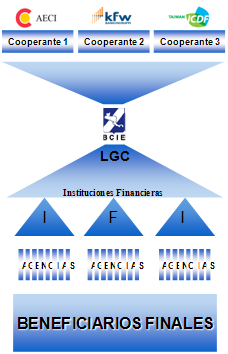 AECI kfw TAIWAN ICDF
Cooperante 1 Cooperante 2 Cooperante 3
BCIE
LGC
Instituciones Financieras
I F I
AGENCIAS AGENCIAS AGENCIAS
BENEFICIARIOS FINALES